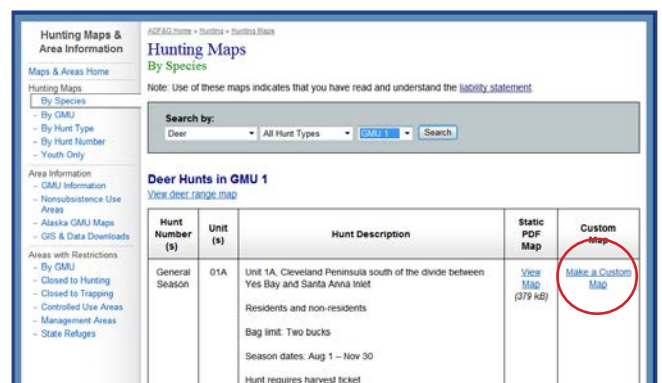 Hunting Maps &
Area Information
Maps & Areas Home
Hunting Maps
By Species
- By GMU
- By Hunt Type
- By Hunt Number
- Youth Only
Area Information
- GMU Information
- Nonsubsistence Use
Areas
- Alaska GMU Maps
- GIS & Data Downloads
Areas with Restrictions
- By GMU
- Closed to Hunting
- Closed to Trapping
- Controlled Use Areas
- Management Areas
- State Refuges
ADF&G Home » Hunting » Hunting Maps
Hunting Maps
By Species
Note: Use of these maps indicates that you have read and understand the liability statement.
Search by:
Deer All Hunt Types GMU 1 Search
Deer Hunts in GMU 1
View deer range map
Hunt
Number
(s)
Unit
(s)
Hunt Description
Static
PDF
Map
Custom
Map
General
Season
01A
Unit 1A, Cleveland Peninsula south of the divide between
Yes Bay and Santa Anna Inlet
Residents and non-residents
Bag limit: Two bucks
Season dates: Aug 1 – Nov 30
Hunt requires harvest ticket
View
Map
(379 kB)
Make a Custom
Map